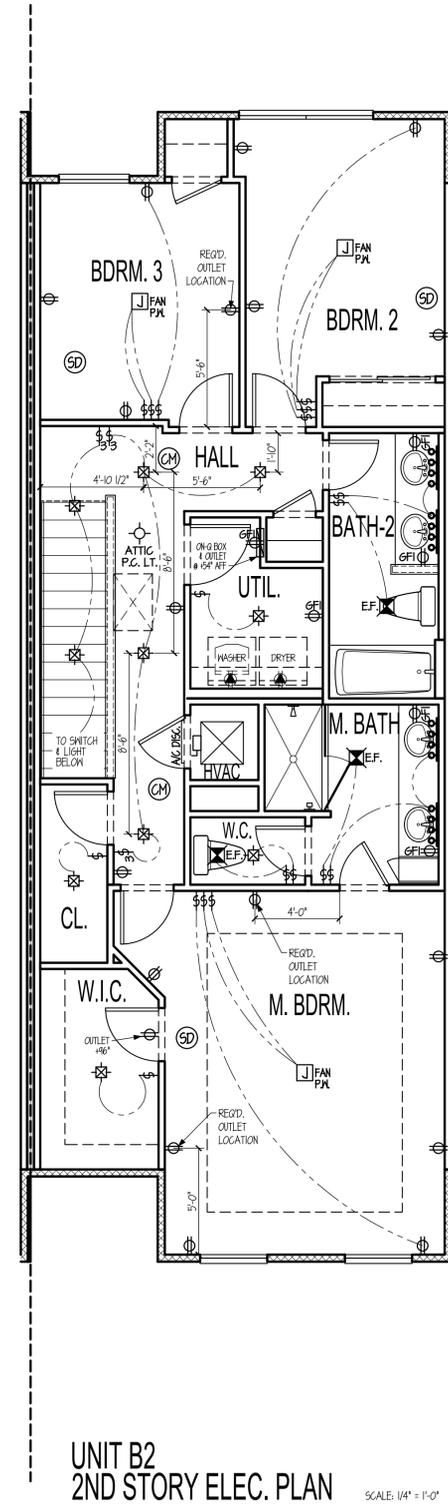 REQ'D.
OUTLET
LOCATION
BDRM. 3
J FAN
P.W.
J FAN
P.W.
BDRM. 2
SD
SD
5'-6"
HALL
2'-2"
CM
1'-10"
4'-10 1/2"
5'-6"
GFI
BATH-2
GFI
ATTIC
P.C. LT.
8'-6"
ON-Q BOX
& OUTLET
@ +54" AFF
GFI
UTIL.
GFI
E.F.
WASHER
DRYER
TO SWITCH
& LIGHT
BELOW
8'-6"
A/C DISC.
HVAC
M. BATH
GFI
E.F.
CM
W.C.
E.F.
GFI
CL.
4'-0"
REQ'D.
OUTLET
LOCATION
W.I.C.
M. BDRM.
OUTLET
+96"
SD
J FAN
P.W.
REQ'D.
OUTLET
LOCATION
5'-0"
UNIT B2
2ND STORY ELEC. PLAN
SCALE: 1/4" = 1'-0"